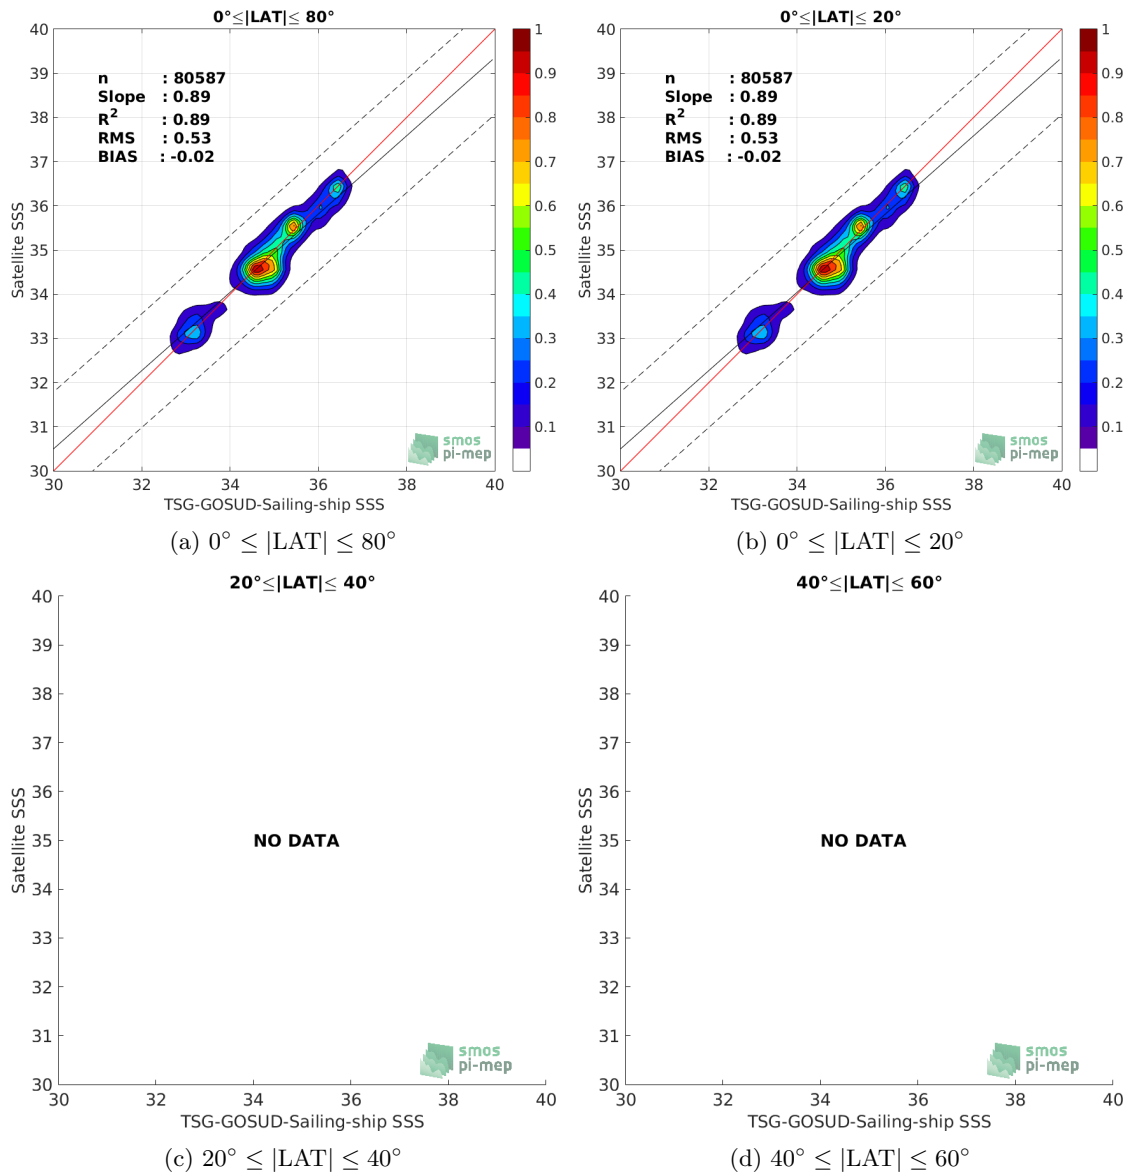 0°≤|LAT|≤ 80°
40
39
38
37
36
35
34
33
32
31
30
Satellite SSS
n : 80587
Slope : 0.89
R2 : 0.89
RMS : 0.53
BIAS : -0.02
smos
pi-mep
30 32 34 36 38 40
TSG-GOSUD-Sailing-ship SSS
1
0.9
0.8
0.7
0.6
0.5
0.4
0.3
0.2
0.1
(a) 0° ≤ |LAT| ≤ 80°
0°≤|LAT|≤ 20°
40
39
38
37
36
35
34
33
32
31
30
Satellite SSS
n : 80587
Slope : 0.89
R2 : 0.89
RMS : 0.53
BIAS : -0.02
smos
pi-mep
30 32 34 36 38 40
TSG-GOSUD-Sailing-ship SSS
1
0.9
0.8
0.7
0.6
0.5
0.4
0.3
0.2
0.1
(b) 0° ≤ |LAT| ≤ 20°
20°≤|LAT|≤ 40°
40
39
38
37
36
35
34
33
32
31
30
Satellite SSS
NO DATA
smos
pi-mep
30 32 34 36 38 40
TSG-GOSUD-Sailing-ship SSS
(c) 20° ≤ |LAT| ≤ 40°
40°≤|LAT|≤ 60°
40
39
38
37
36
35
34
33
32
31
30
Satellite SSS
NO DATA
smos
pi-mep
30 32 34 36 38 40
TSG-GOSUD-Sailing-ship SSS
(d) 40° ≤ |LAT| ≤ 60°